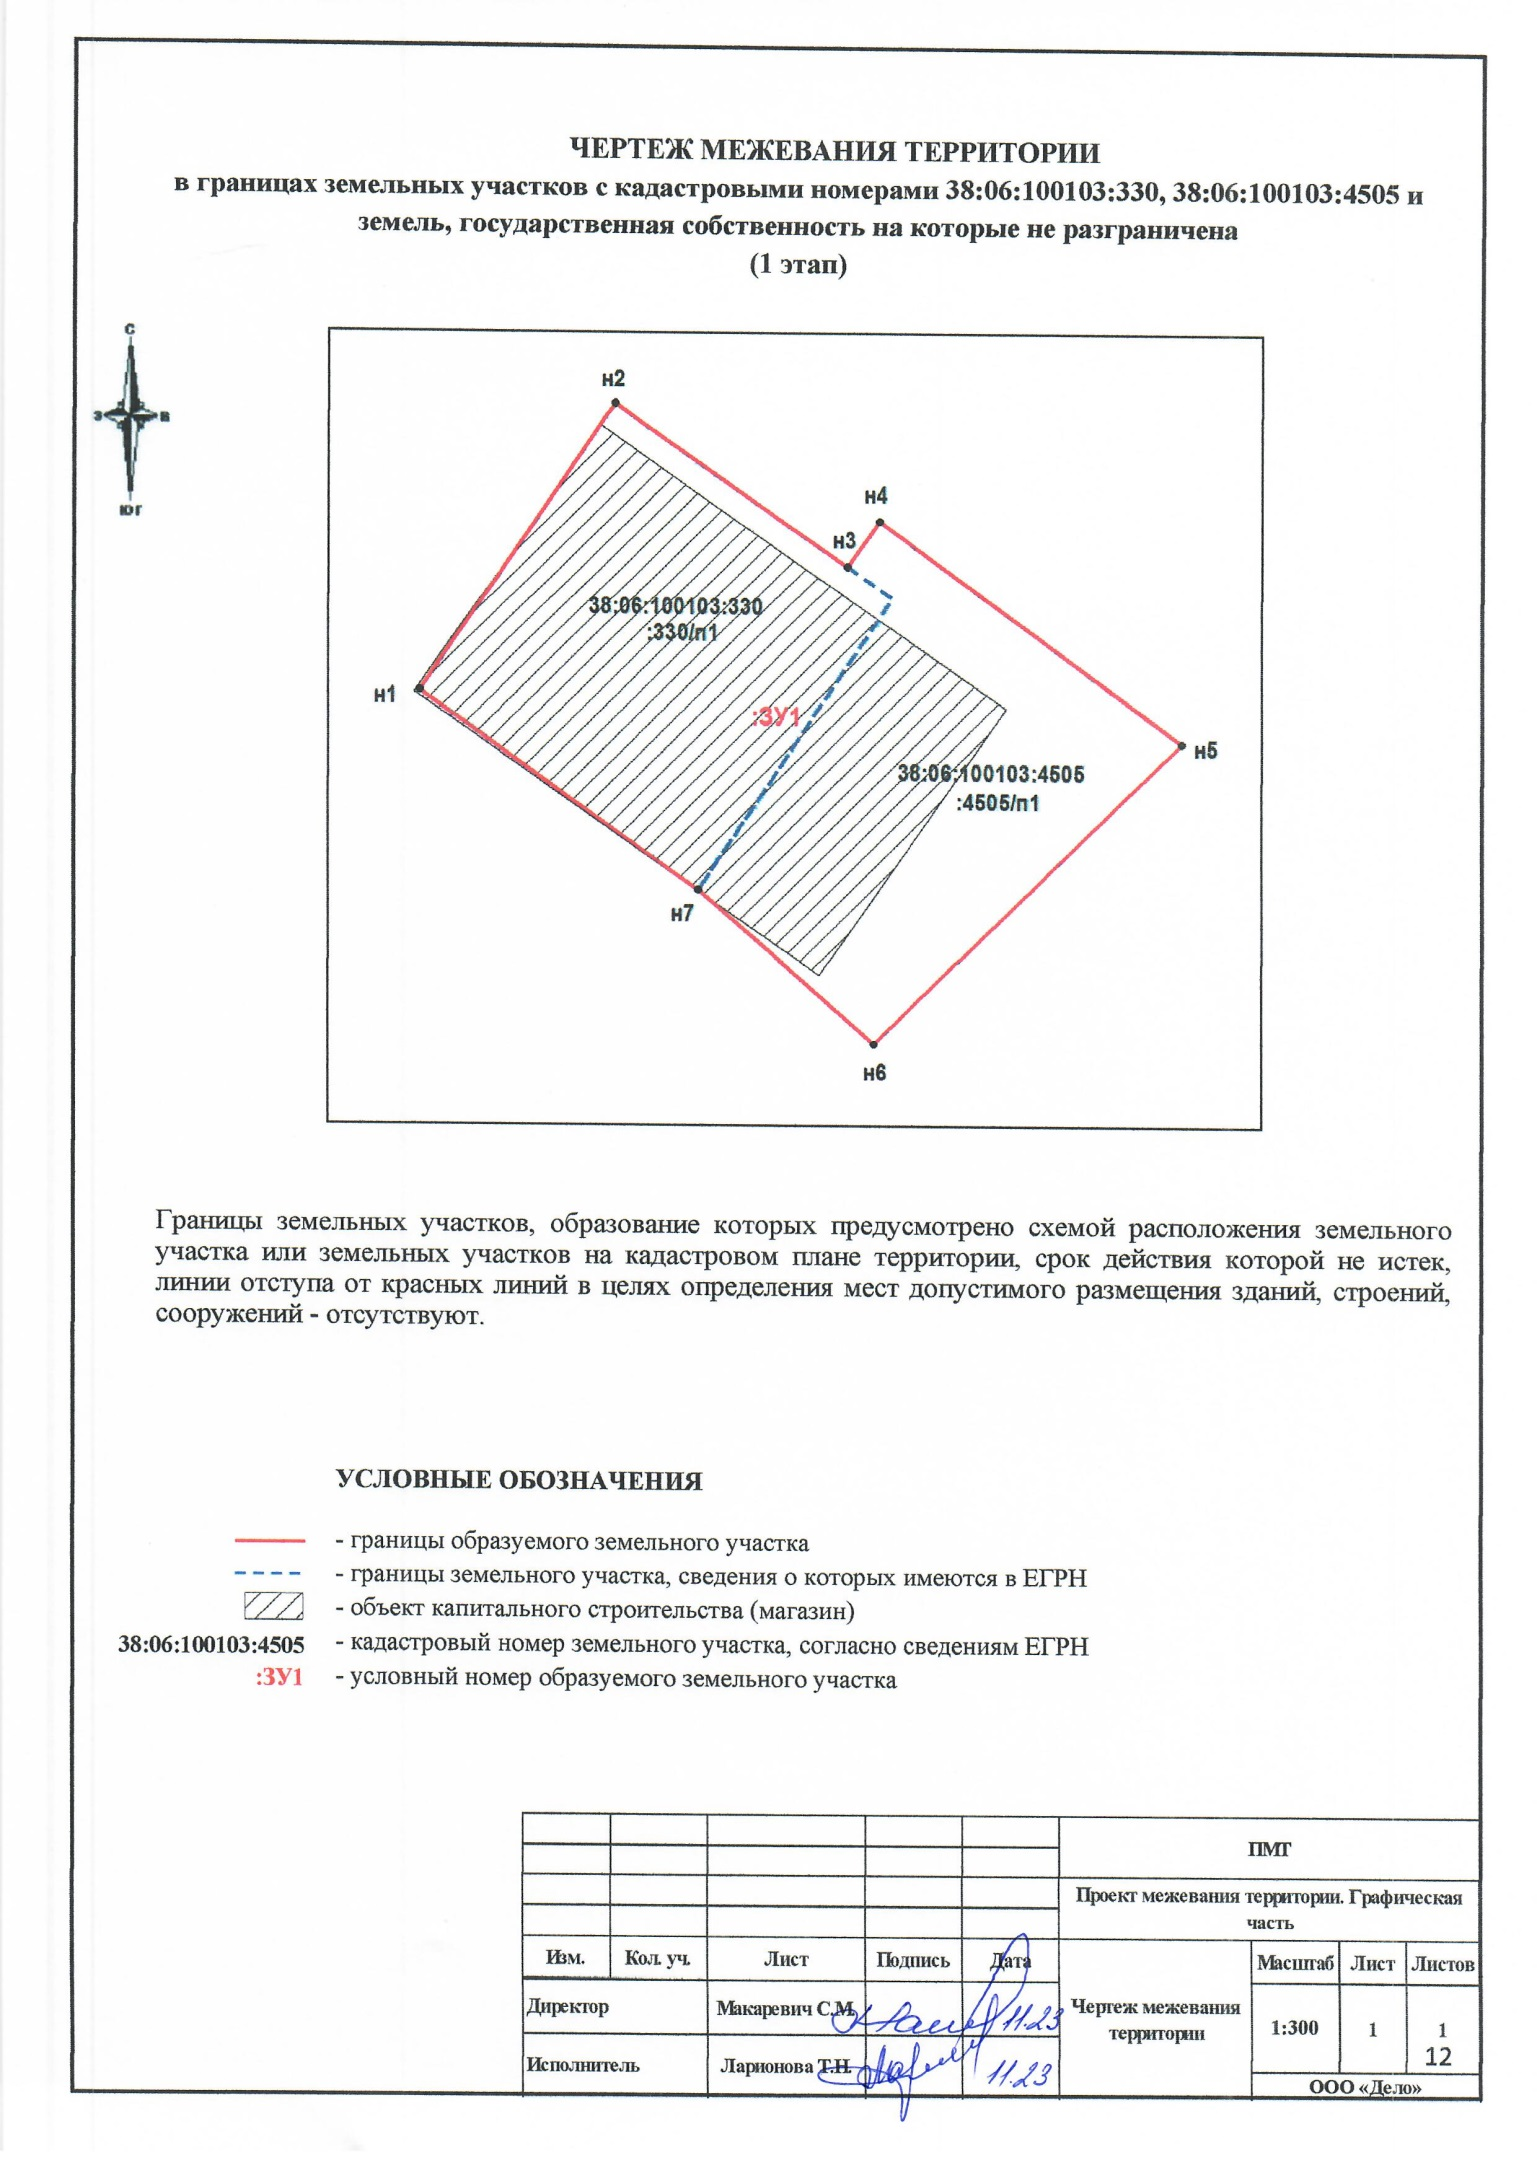 ЧЕРТЕЖ МЕЖЕВАНИЯ ТЕРРИТОРИИ
в границах земельных участков с кадастровыми номерами 38:06:100103:330, 38:06:100103:4505 и
земель, государственная собственность на которые не разграничена
(1 этап)
с
з в
юг
н2
н4
н3
38:06:100103:330
:330/п1
н1
:ЗУ1
н5
38:06:100103:4505
:4505/п1
н7
н6
Границы земельных участков, образование которых предусмотрено схемой расположения земельного
участка или земельных участков на кадастровом плане территории, срок действия которой не истек,
линии отступа от красных линий в целях определения мест допустимого размещения зданий, строений,
сооружений - отсутствуют.
УСЛОВНЫЕ ОБОЗНАЧЕНИЯ
- границы образуемого земельного участка
- границы земельного участка, сведения о которых имеются в ЕГРН
- объект капитального строительства (магазин)
38:06:100103:4505 - кадастровый номер земельного участка, согласно сведениям ЕГРН
:ЗУ1 - условный номер образуемого земельного участка
ПМТ
Проект межевания территории. Графическая
часть
Изм. Кол. уч. Лист Подпись Дата
Масштаб Лист Листов
Директор Макаревич С.М. 11.23
Чертеж межевания
территории
1:300 1 1
12
Исполнитель Ларионова Т.Н. 11.23
ООО «Дело»